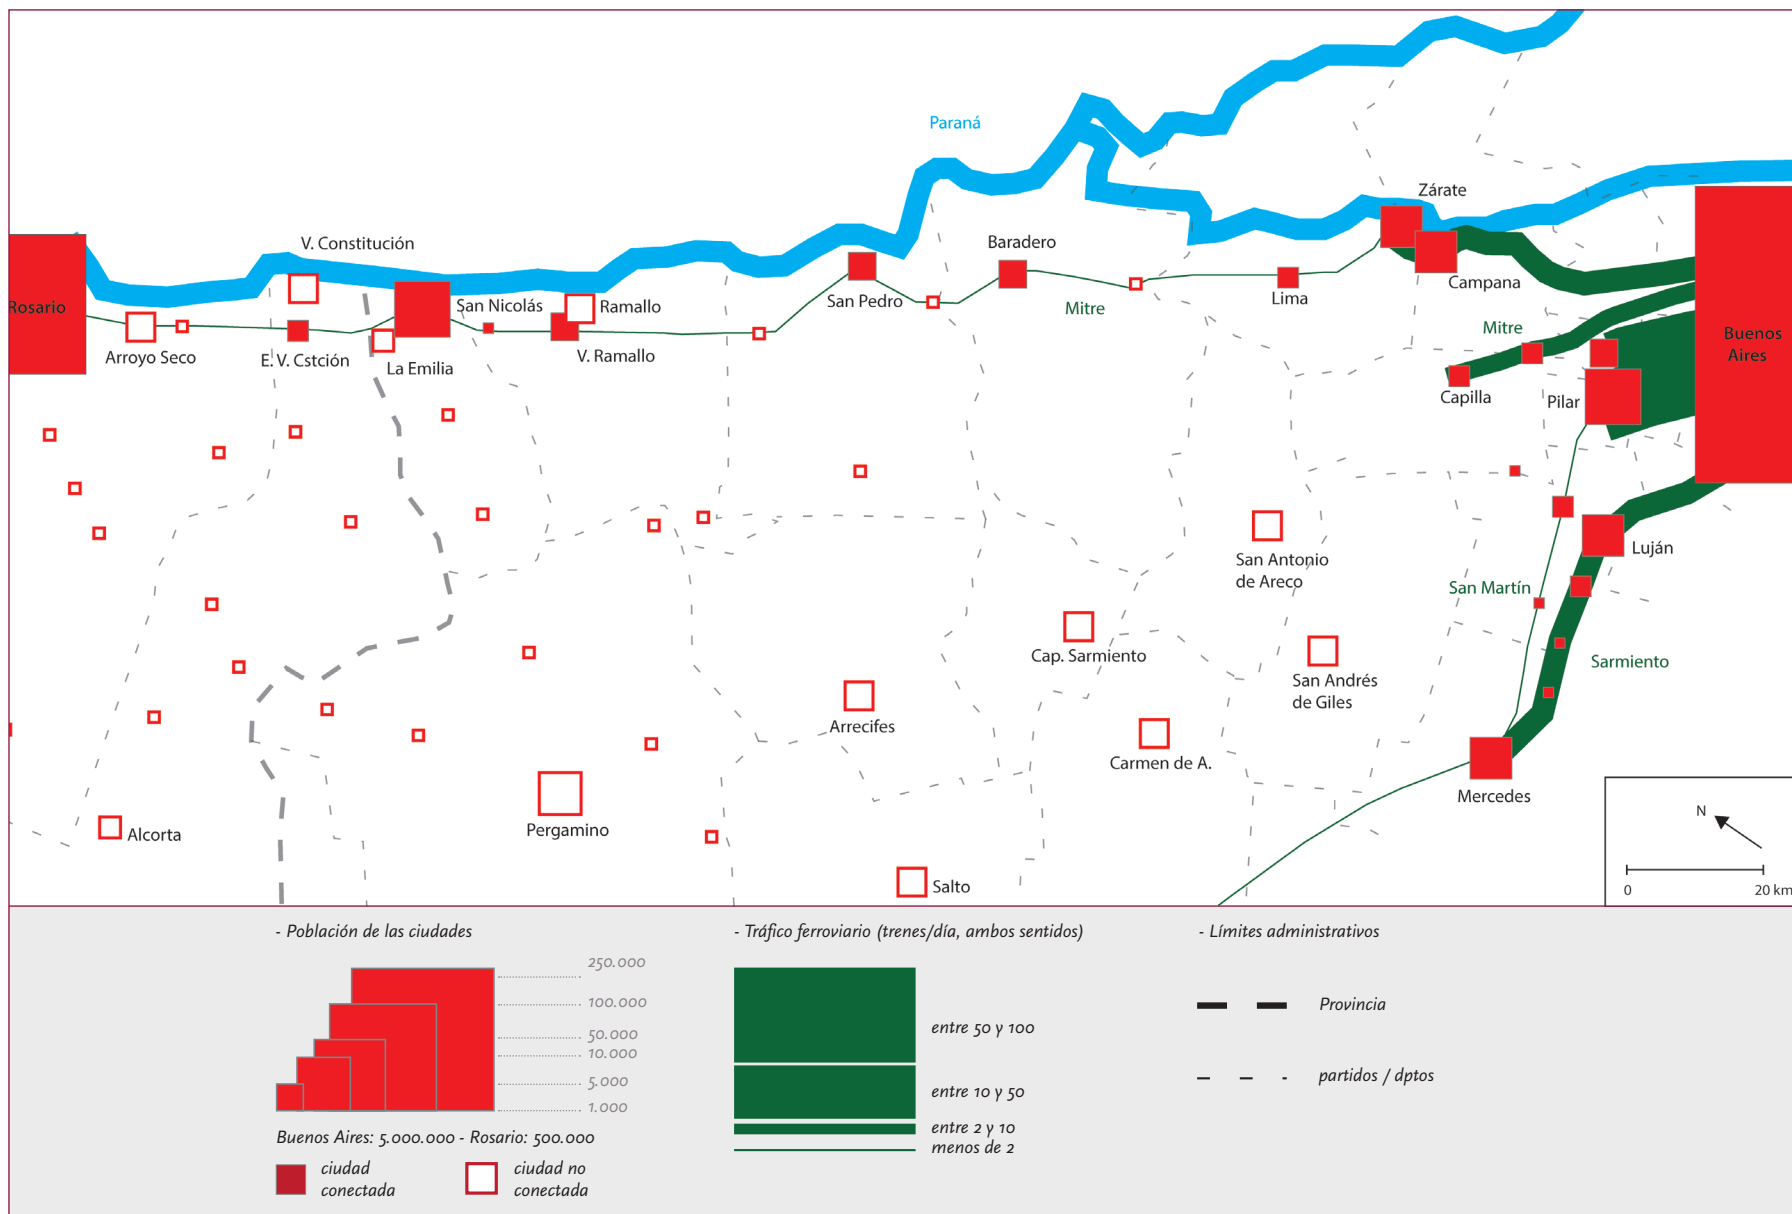 Paraná
Zárate
V. Constitución
Baradero
Campana
Rosario
San Nicolás
Ramallo
San Pedro
Mitre
Lima
Mitre
Buenos
Aires
Arroyo Seco
E. V. Cstción
La Emilia
V. Ramallo
Capilla
Pilar
San Antonio
de Areco
Luján
San Martín
Cap. Sarmiento
Sarmiento
San Andrés
de Giles
Arrecifes
Carmen de A.
Mercedes
Alcorta
Pergamino
Salto
N
0
20 km
- Población de las ciudades
250.000
100.000
50.000
10.000
5.000
1.000
Buenos Aires: 5.000.000 - Rosario: 500.000
ciudad
conectada
ciudad no
conectada
- Tráfico ferroviario (trenes/día, ambos sentidos)
entre 50 y 100
entre 10 y 50
entre 2 y 10
menos de 2
- Límites administrativos
Provincia
partidos / dptos